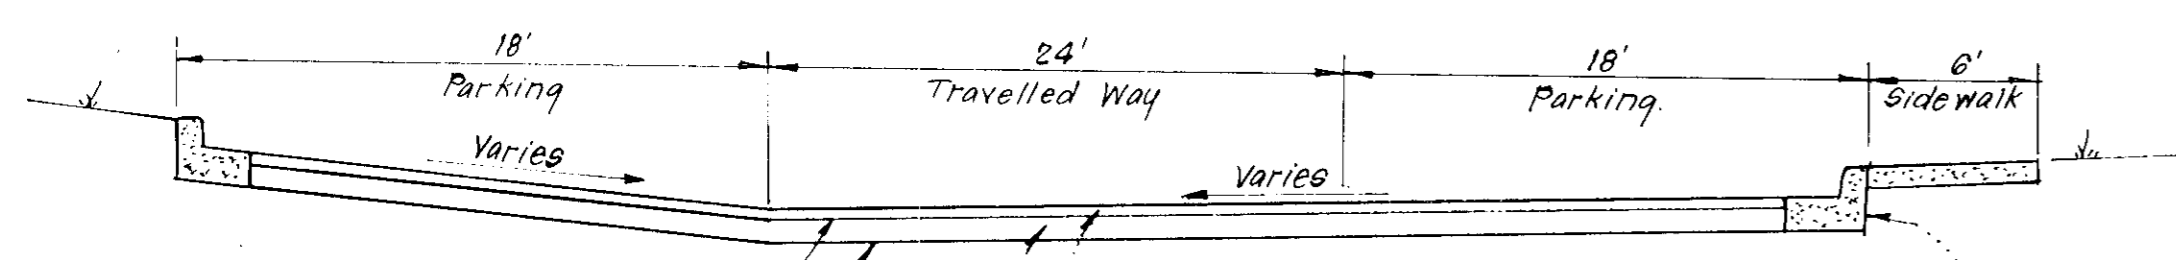 18' 24' 18' 6'
Parking Travelled Way Parking. Sidewalk
Varies
Varies